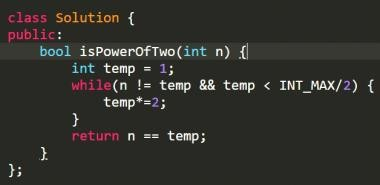 class Solution {
public:
    bool isPowerOfTwo(int n) {
        int temp = 1;
        while(n != temp && temp < INT_MAX/2) {
            temp*=2;
        }
        return n == temp;
    }
};